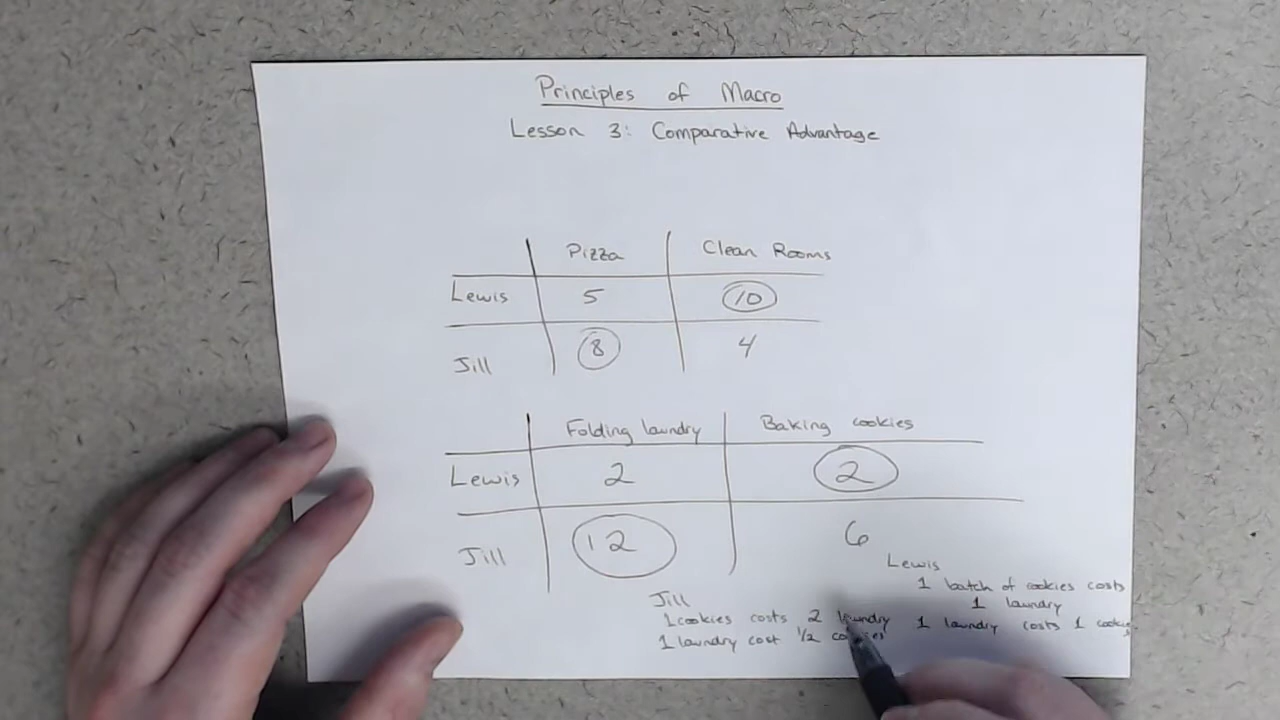 Principles of Macro
Lesson 3: Comparative Advantage
Pizza Clean Rooms
Lewis 5 10
Jill 8 4
Folding laundry Baking cookies
Lewis 2 2
Jill 12 6
Lewis
1 batch of cookies costs
1 laundry
1 laundry costs 1 cookies
Jill
1 cookies costs 2 laundry
1 laundry cost 1/2 cookies